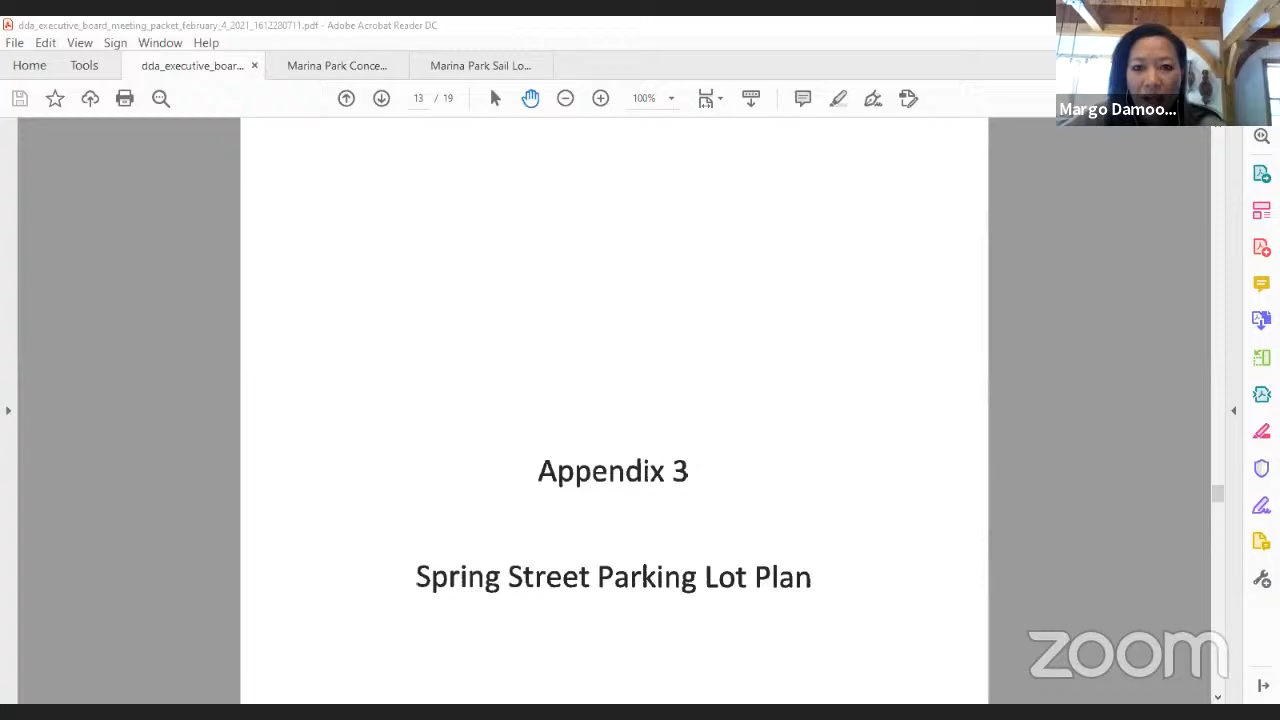 dda_executive_board_meeting_packet_february_4_2021_1612280711.pdf - Adobe Acrobat Reader DC
File Edit View Sign Window Help
Home Tools dda_executive_boar... × Marina Park Conce... Marina Park Sail Lo...
13 / 19 100%
Margo Damoo...
Appendix 3
Spring Street Parking Lot Plan
zoom